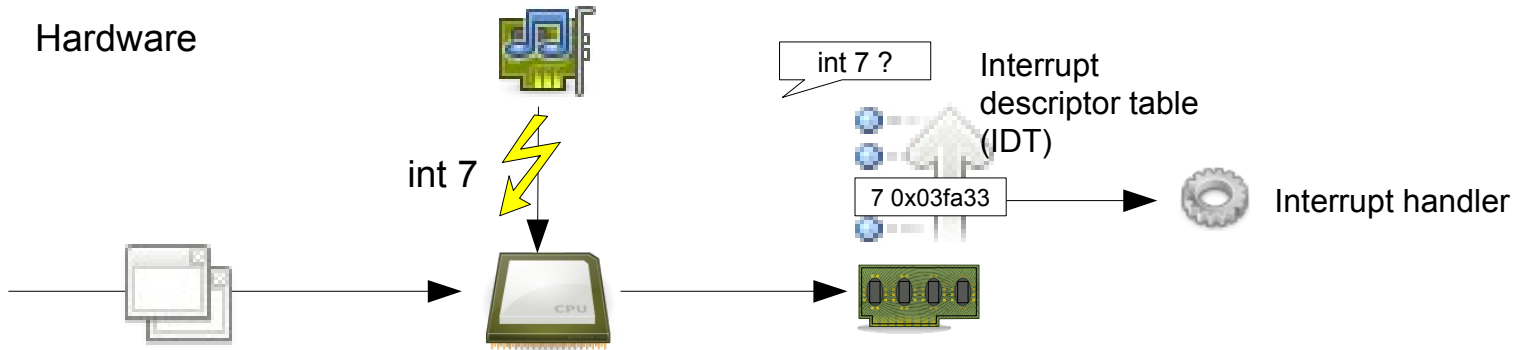 Hardware
int 7 ?
Interrupt
descriptor table
(IDT)
int 7
7 0x03fa33
Interrupt handler
CPU